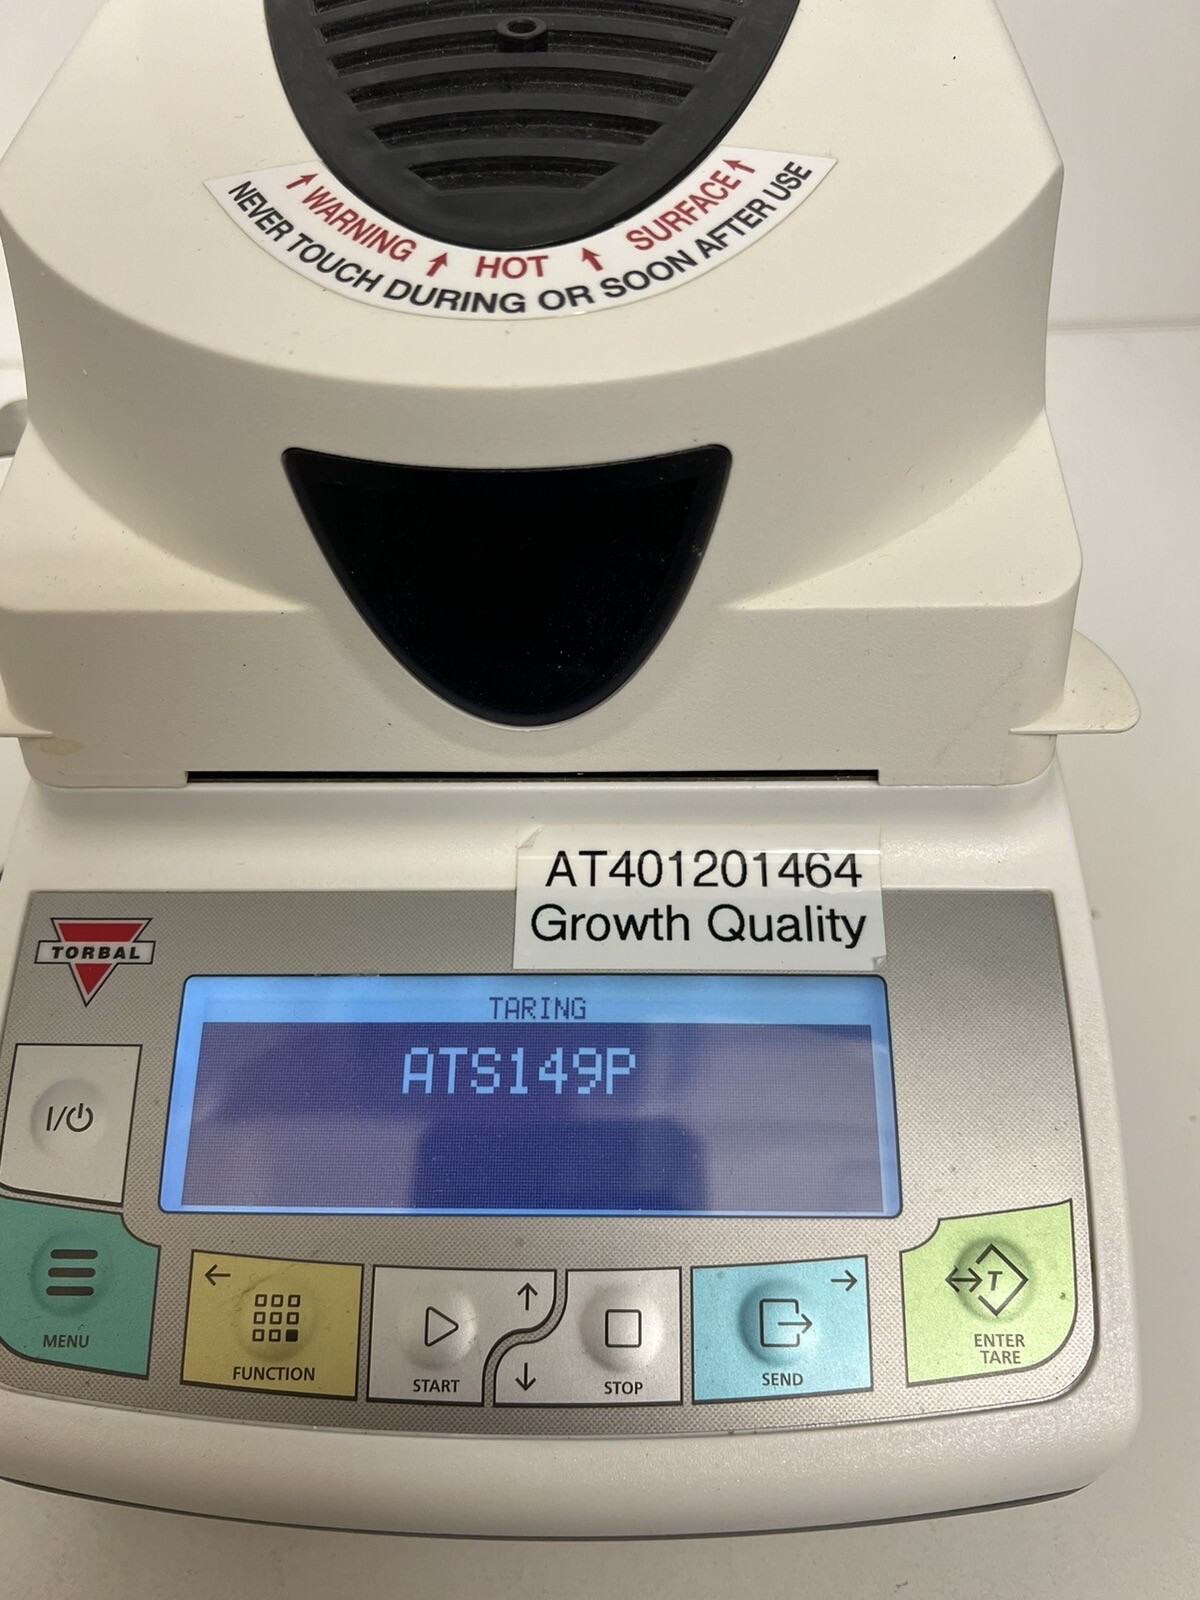 ↑ WARNING ↑ HOT ↑ SURFACE ↑
NEVER TOUCH DURING OR SOON AFTER USE
AT401201464
Growth Quality
TORBAL
TARING
ATS149P
I/⏻
MENU
←
FUNCTION
START
↑
↓
STOP
→
SEND
T
ENTER
TARE